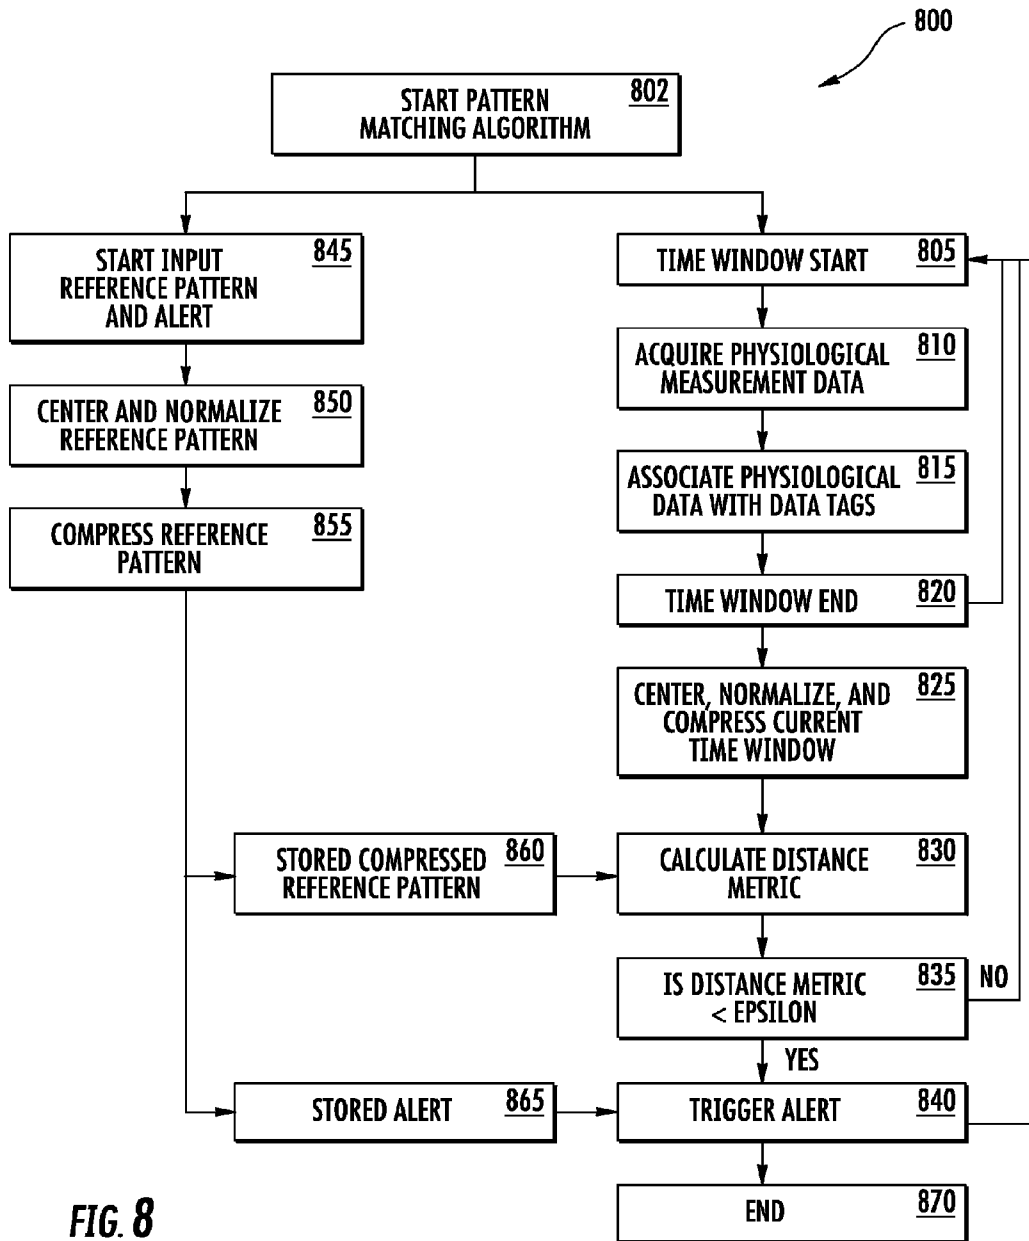 800
START PATTERN 802
MATCHING ALGORITHM
START INPUT 845
REFERENCE PATTERN
AND ALERT
CENTER AND NORMALIZE 850
REFERENCE PATTERN
COMPRESS REFERENCE 855
PATTERN
TIME WINDOW START 805
ACQUIRE PHYSIOLOGICAL 810
MEASUREMENT DATA
ASSOCIATE PHYSIOLOGICAL 815
DATA WITH DATA TAGS
TIME WINDOW END 820
CENTER, NORMALIZE, AND 825
COMPRESS CURRENT
TIME WINDOW
STORED COMPRESSED 860
REFERENCE PATTERN
CALCULATE DISTANCE 830
METRIC
IS DISTANCE METRIC 835
< EPSILON
NO
YES
STORED ALERT 865
TRIGGER ALERT 840
END 870
FIG. 8